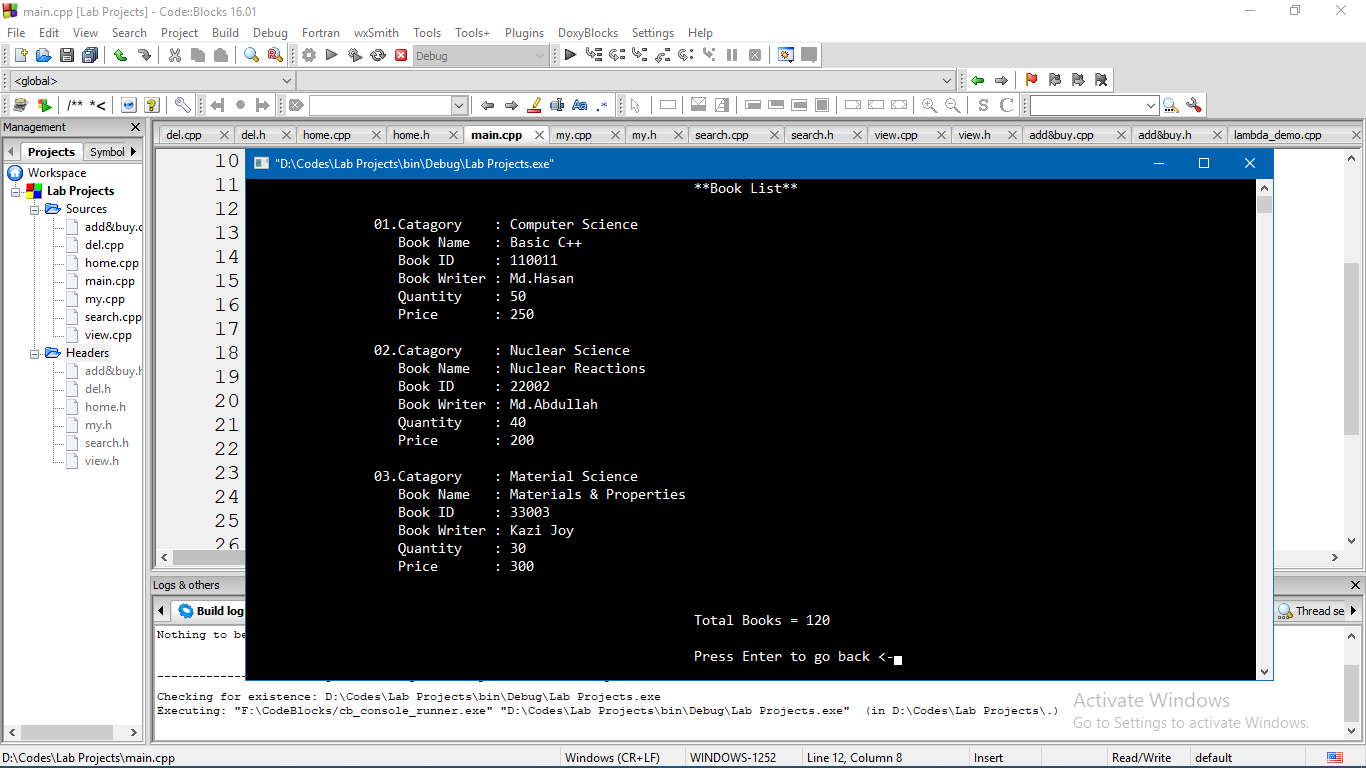 main.cpp [Lab Projects] - Code::Blocks 16.01
File Edit View Search Project Build Debug Fortran wxSmith Tools Tools+ Plugins DoxyBlocks Settings Help
Debug
<global>
/** *<
Aa .*
S C
Management
Projects Symbol
Workspace
Lab Projects
Sources
add&buy.c
del.cpp
home.cpp
main.cpp
my.cpp
search.cpp
view.cpp
Headers
add&buy.h
del.h
home.h
my.h
search.h
view.h
del.cpp del.h home.cpp home.h main.cpp my.cpp my.h search.cpp search.h view.cpp view.h add&buy.cpp add&buy.h lambda_demo.cpp
10
11
12
13
14
15
16
17
18
19
20
21
22
23
24
25
26
"D:\Codes\Lab Projects\bin\Debug\Lab Projects.exe"
**Book List**
01.Catagory : Computer Science
Book Name : Basic C++
Book ID : 110011
Book Writer : Md.Hasan
Quantity : 50
Price : 250
02.Catagory : Nuclear Science
Book Name : Nuclear Reactions
Book ID : 22002
Book Writer : Md.Abdullah
Quantity : 40
Price : 200
03.Catagory : Material Science
Book Name : Materials & Properties
Book ID : 33003
Book Writer : Kazi Joy
Quantity : 30
Price : 300
Total Books = 120
Press Enter to go back <-
Logs & others
Build log Thread se
Nothing to be
Checking for existence: D:\Codes\Lab Projects\bin\Debug\Lab Projects.exe
Executing: "F:\CodeBlocks/cb_console_runner.exe" "D:\Codes\Lab Projects\bin\Debug\Lab Projects.exe" (in D:\Codes\Lab Projects\.)
Activate Windows
Go to Settings to activate Windows.
D:\Codes\Lab Projects\main.cpp Windows (CR+LF) WINDOWS-1252 Line 12, Column 8 Insert Read/Write default